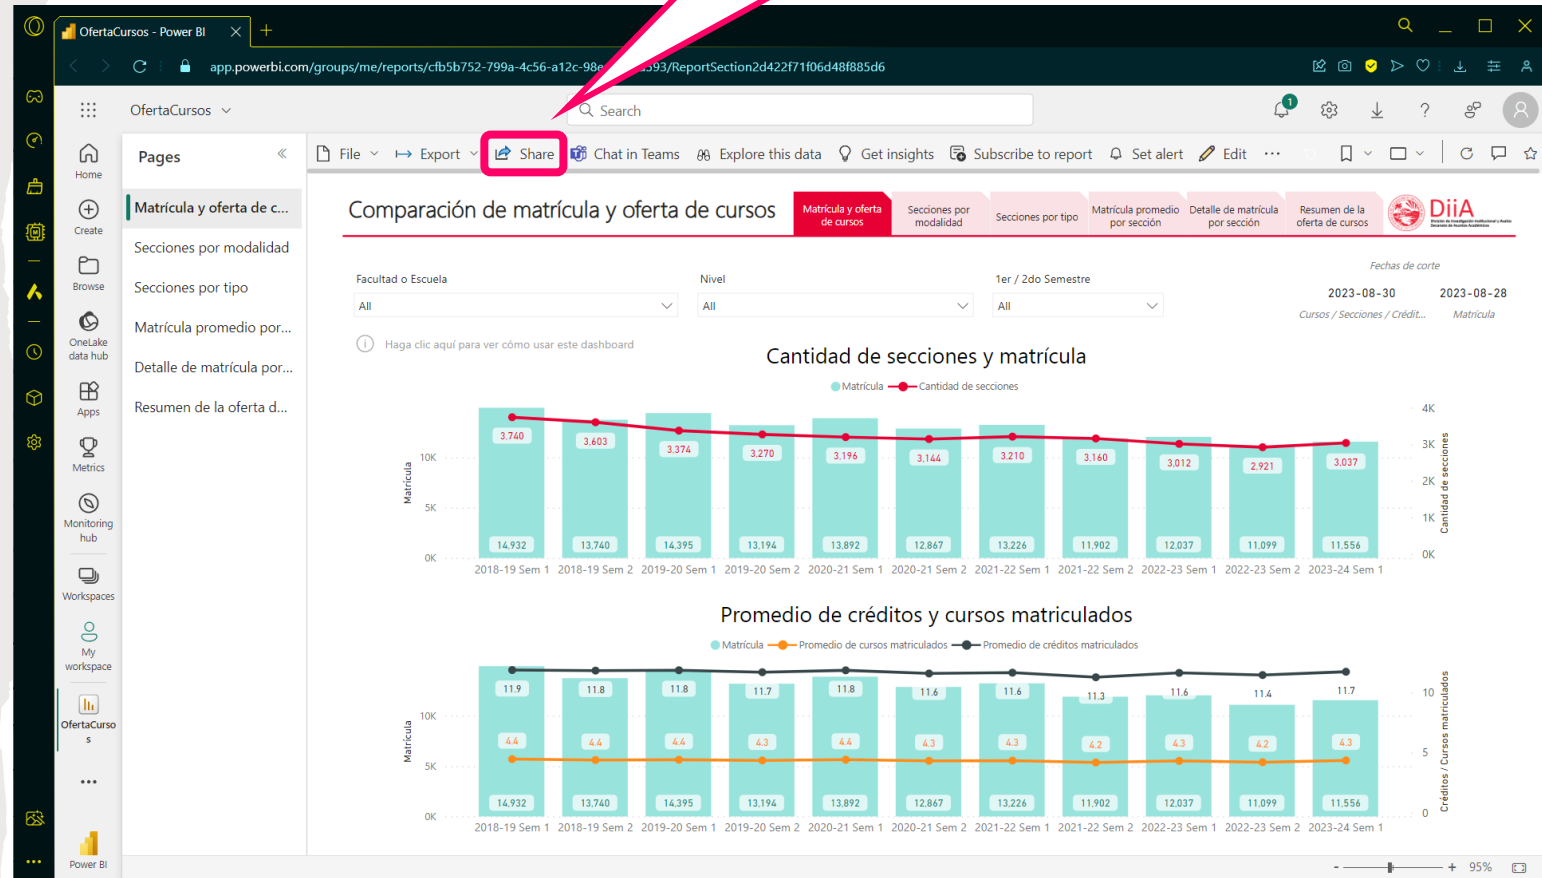 OfertaCursos - Power BI
app.powerbi.com/groups/me/reports/cfb5b752-799a-4c56-a12c-98e
593/ReportSection2d422f71f06d48f885d6
OfertaCursos
Search
1
Home
Create
Browse
OneLake
data hub
Apps
Metrics
Monitoring
hub
Workspaces
My
workspace
OfertaCurso
s
Power BI
Pages
Matrícula y oferta de c...
Secciones por modalidad
Secciones por tipo
Matrícula promedio por...
Detalle de matrícula por...
Resumen de la oferta d...
File Export Share Chat in Teams Explore this data Get insights Subscribe to report Set alert Edit
Comparación de matrícula y oferta de cursos
Matrícula y oferta
de cursos
Secciones por
modalidad
Secciones por tipo
Matrícula promedio
por sección
Detalle de matrícula
por sección
Resumen de la
oferta de cursos
DiiA
División de Investigación Institucional y Análisis
Decanato de Asuntos Académicos
Facultad o Escuela
All
Nivel
All
1er / 2do Semestre
All
Fechas de corte
2023-08-30 2023-08-28
Cursos / Secciones / Crédit... Matrícula
Haga clic aquí para ver cómo usar este dashboard
Cantidad de secciones y matrícula
Matrícula Cantidad de secciones
Matrícula
10K
5K
0K
3,740 3,603 3,374 3,270 3,196 3,144 3,210 3,160 3,012 2,921 3,037
14,932 13,740 14,395 13,194 13,892 12,867 13,226 11,902 12,037 11,099 11,556
2018-19 Sem 1 2018-19 Sem 2 2019-20 Sem 1 2019-20 Sem 2 2020-21 Sem 1 2020-21 Sem 2 2021-22 Sem 1 2021-22 Sem 2 2022-23 Sem 1 2022-23 Sem 2 2023-24 Sem 1
4K
3K
2K
1K
0K
Cantidad de secciones
Promedio de créditos y cursos matriculados
Matrícula Promedio de cursos matriculados Promedio de créditos matriculados
Matrícula
10K
5K
0K
11.9 11.8 11.8 11.7 11.8 11.6 11.6 11.3 11.6 11.4 11.7
4.4 4.4 4.4 4.3 4.4 4.3 4.3 4.2 4.3 4.2 4.3
14,932 13,740 14,395 13,194 13,892 12,867 13,226 11,902 12,037 11,099 11,556
2018-19 Sem 1 2018-19 Sem 2 2019-20 Sem 1 2019-20 Sem 2 2020-21 Sem 1 2020-21 Sem 2 2021-22 Sem 1 2021-22 Sem 2 2022-23 Sem 1 2022-23 Sem 2 2023-24 Sem 1
10
5
0
Créditos / Cursos matriculados
- + 95%